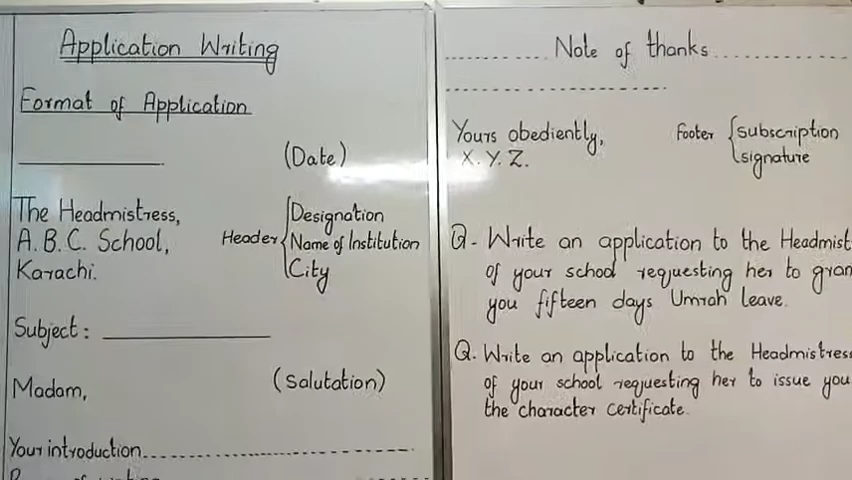 Application Writing
Format of Application
(Date)
The Headmistress,
A.B.C. School,
Karachi.
Header
Designation
Name of Institution
City
Subject :
Madam,
(Salutation)
Your introduction
Note of thanks
Yours obediently,
X.Y.Z.
Footer
subscription
signature
Q. Write an application to the Headmist
of your school requesting her to gran
you fifteen days Umrah leave.
Q. Write an application to the Headmistress
of your school requesting her to issue you
the character certificate.